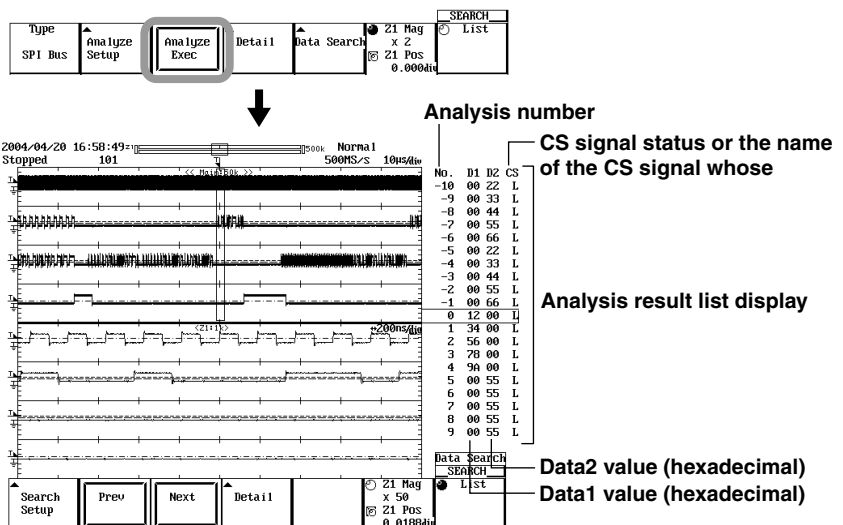 SEARCH
Type
SPI Bus
Analyze
Setup
Analyze
Exec
Detail
Data Search
Z1 Mag
x 2
Z1 Pos
0.000div
List
Analysis number
CS signal status or the name
of the CS signal whose
2004/04/20 16:58:49
Z1
500k
Normal
Stopped
101
500MS/s
10µs/div
<< Main:50k >>
No. D1 D2 CS
-10 00 22 L
-9 00 33 L
-8 00 44 L
-7 00 55 L
-6 00 66 L
-5 00 22 L
-4 00 33 L
-3 00 44 L
-2 00 55 L
-1 00 66 L
0 12 00 L
1 34 00 L
2 56 00 L
3 78 00 L
4 9A 00 L
5 00 55 L
6 00 55 L
7 00 55 L
8 00 55 L
9 00 55 L
Analysis result list display
<Z1:1k>
200ns/div
Data Search
SEARCH
List
Data2 value (hexadecimal)
Data1 value (hexadecimal)
Search
Setup
Prev
Next
Detail
Z1 Mag
x 50
Z1 Pos
0.0188div